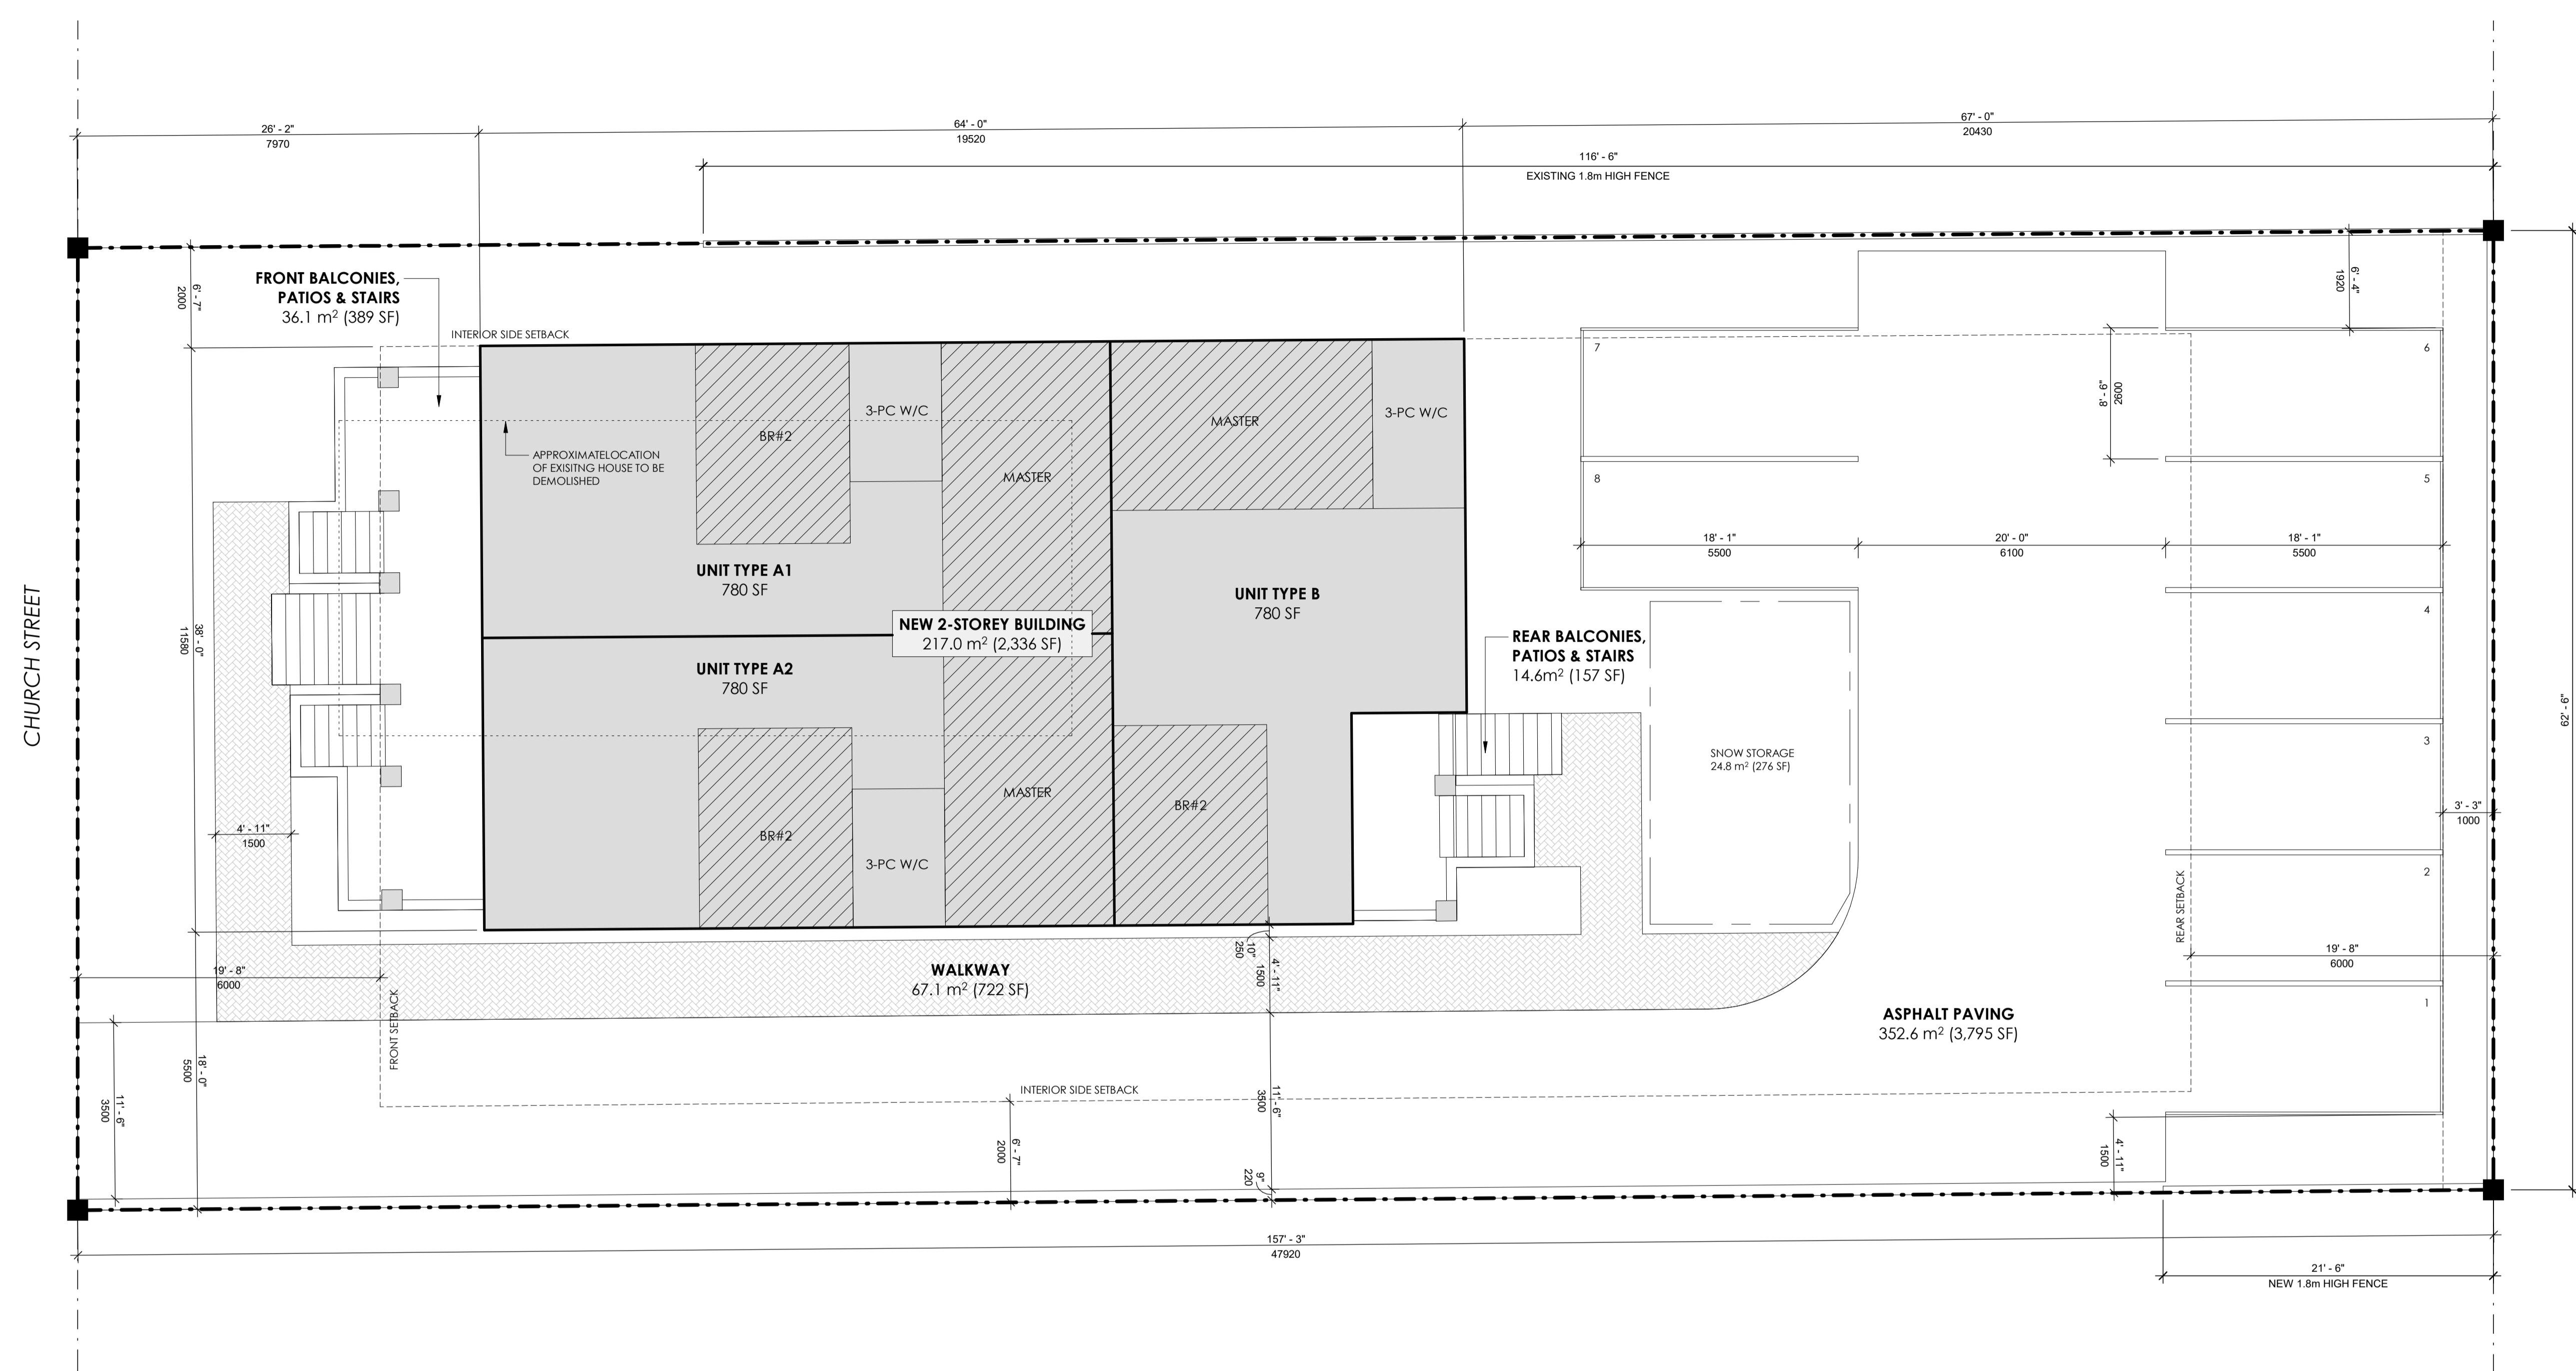 26' - 2"
7970
64' - 0"
19520
67' - 0"
20430
116' - 6"
EXISTING 1.8m HIGH FENCE
FRONT BALCONIES,
PATIOS & STAIRS
36.1 m² (389 SF)
6' - 7"
2000
INTERIOR SIDE SETBACK
6' - 4"
1920
7
6
8' - 6"
2600
3-PC W/C
BR#2
MASTER
MASTER
3-PC W/C
APPROXIMATELOCATION
OF EXISITNG HOUSE TO BE
DEMOLISHED
8
5
18' - 1"
5500
20' - 0"
6100
18' - 1"
5500
UNIT TYPE A1
780 SF
UNIT TYPE B
780 SF
4
CHURCH STREET
38' - 0"
11580
NEW 2-STOREY BUILDING
217.0 m² (2,336 SF)
REAR BALCONIES,
PATIOS & STAIRS
14.6m² (157 SF)
UNIT TYPE A2
780 SF
62' - 6"
3
SNOW STORAGE
24.8 m² (276 SF)
MASTER
BR#2
3' - 3"
1000
4' - 11"
1500
BR#2
3-PC W/C
2
REAR SETBACK
10"
250
4' - 11"
1500
19' - 8"
6000
19' - 8"
6000
WALKWAY
67.1 m² (722 SF)
1
ASPHALT PAVING
352.6 m² (3,795 SF)
FRONT SETBACK
18' - 0"
5500
11' - 6"
3500
INTERIOR SIDE SETBACK
11' - 6"
3500
6' - 7"
2000
9"
220
4' - 11"
1500
157' - 3"
47920
21' - 6"
NEW 1.8m HIGH FENCE